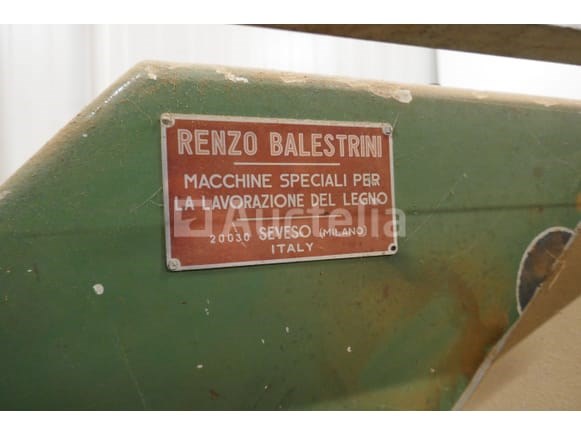 RENZO BALESTRINI
MACCHINE SPECIALI PER
LA LAVORAZIONE DEL LEGNO
20030 SEVESO (MILANO)
ITALY
Auctelia